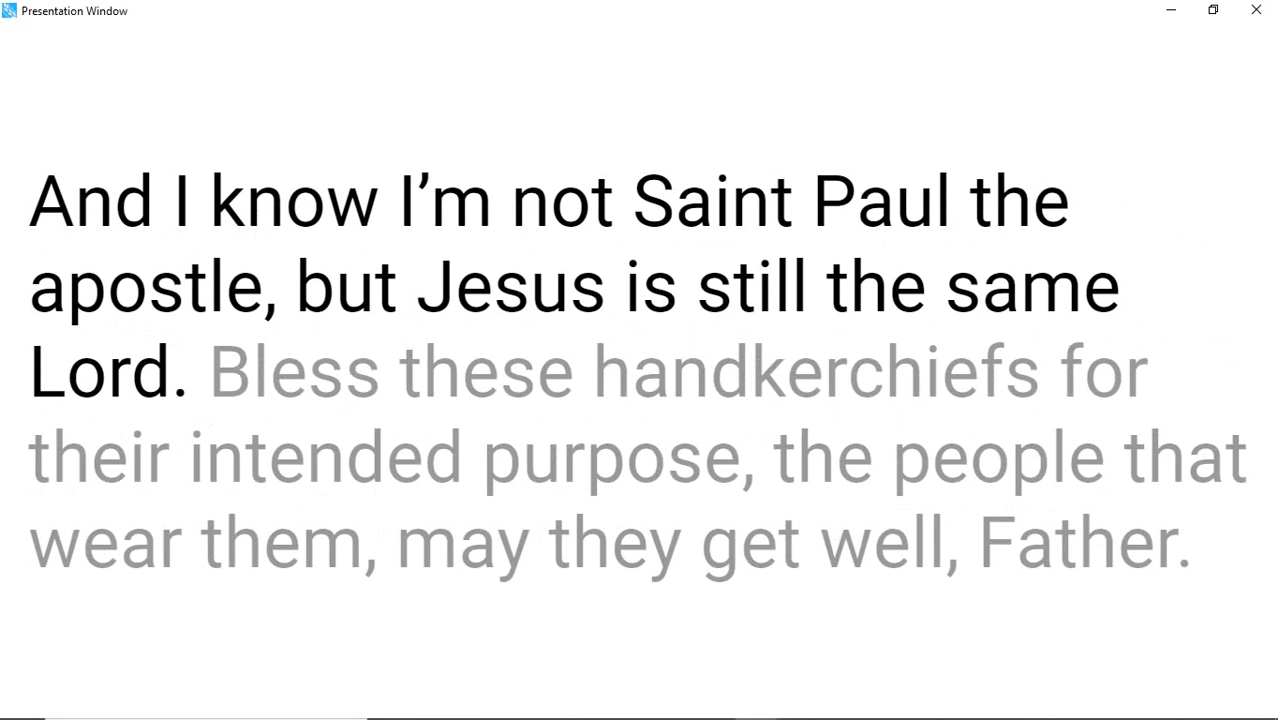 Presentation Window
And I know I’m not Saint Paul the
apostle, but Jesus is still the same
Lord. Bless these handkerchiefs for
their intended purpose, the people that
wear them, may they get well, Father.